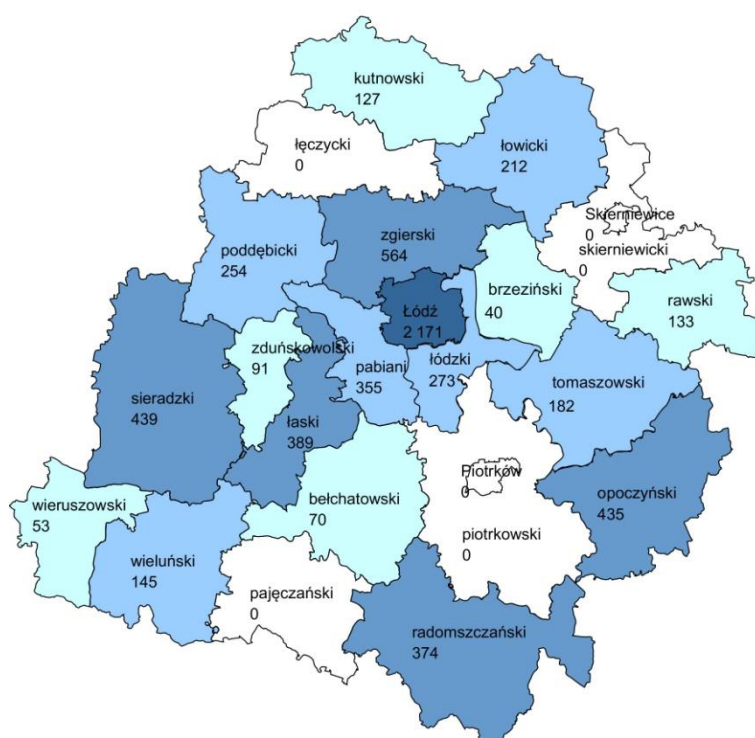 kutnowski
127
łęczycki
0
łowicki
212
Skierniewice
0
skierniewicki
0
zgierski
564
poddębicki
254
brzeziński
40
rawski
133
Łódź
2 171
zduńskowolski
91
pabiani
355
łódzki
273
tomaszowski
182
sieradzki
439
łaski
389
Piotrków
0
opoczyński
435
wieruszowski
53
bełchatowski
70
piotrkowski
0
wieluński
145
pajęczański
0
radomszczański
374